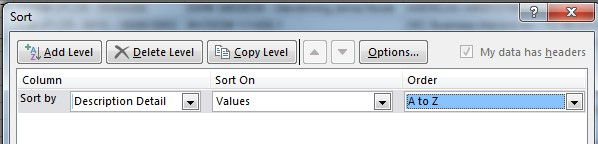 Sort
Add Level Delete Level Copy Level Options... My data has headers
Column Sort On Order
Sort by Description Detail Values A to Z